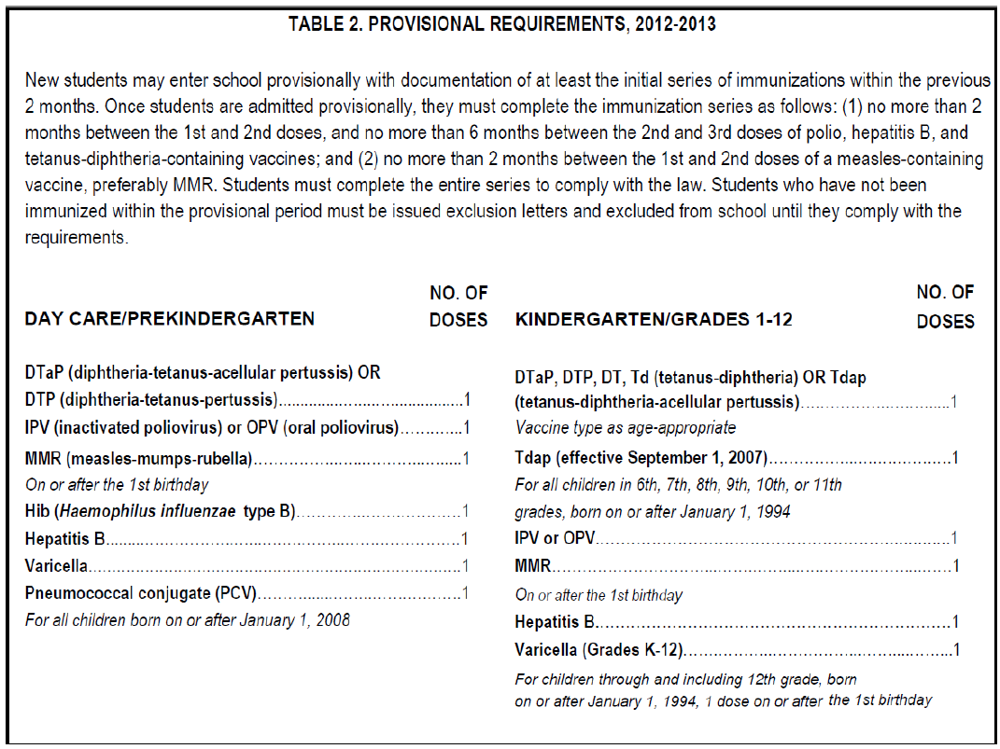 TABLE 2. PROVISIONAL REQUIREMENTS, 2012-2013
New students may enter school provisionally with documentation of at least the initial series of immunizations within the previous
2 months. Once students are admitted provisionally, they must complete the immunization series as follows: (1) no more than 2
months between the 1st and 2nd doses, and no more than 6 months between the 2nd and 3rd doses of polio, hepatitis B, and
tetanus-diphtheria-containing vaccines; and (2) no more than 2 months between the 1st and 2nd doses of a measles-containing
vaccine, preferably MMR. Students must complete the entire series to comply with the law. Students who have not been
immunized within the provisional period must be issued exclusion letters and excluded from school until they comply with the
requirements.
DAY CARE/PREKINDERGARTEN NO. OF DOSES
DTaP (diphtheria-tetanus-acellular pertussis) OR
DTP (diphtheria-tetanus-pertussis)..........1
IPV (inactivated poliovirus) or OPV (oral poliovirus)..........1
MMR (measles-mumps-rubella)..........1
On or after the 1st birthday
Hib (Haemophilus influenzae type B)..........1
Hepatitis B..........1
Varicella..........1
Pneumococcal conjugate (PCV)..........1
For all children born on or after January 1, 2008
KINDERGARTEN/GRADES 1-12 NO. OF DOSES
DTaP, DTP, DT, Td (tetanus-diphtheria) OR Tdap
(tetanus-diphtheria-acellular pertussis)..........1
Vaccine type as age-appropriate
Tdap (effective September 1, 2007)..........1
For all children in 6th, 7th, 8th, 9th, 10th, or 11th
grades, born on or after January 1, 1994
IPV or OPV..........1
MMR..........1
On or after the 1st birthday
Hepatitis B..........1
Varicella (Grades K-12)..........1
For children through and including 12th grade, born
on or after January 1, 1994, 1 dose on or after the 1st birthday